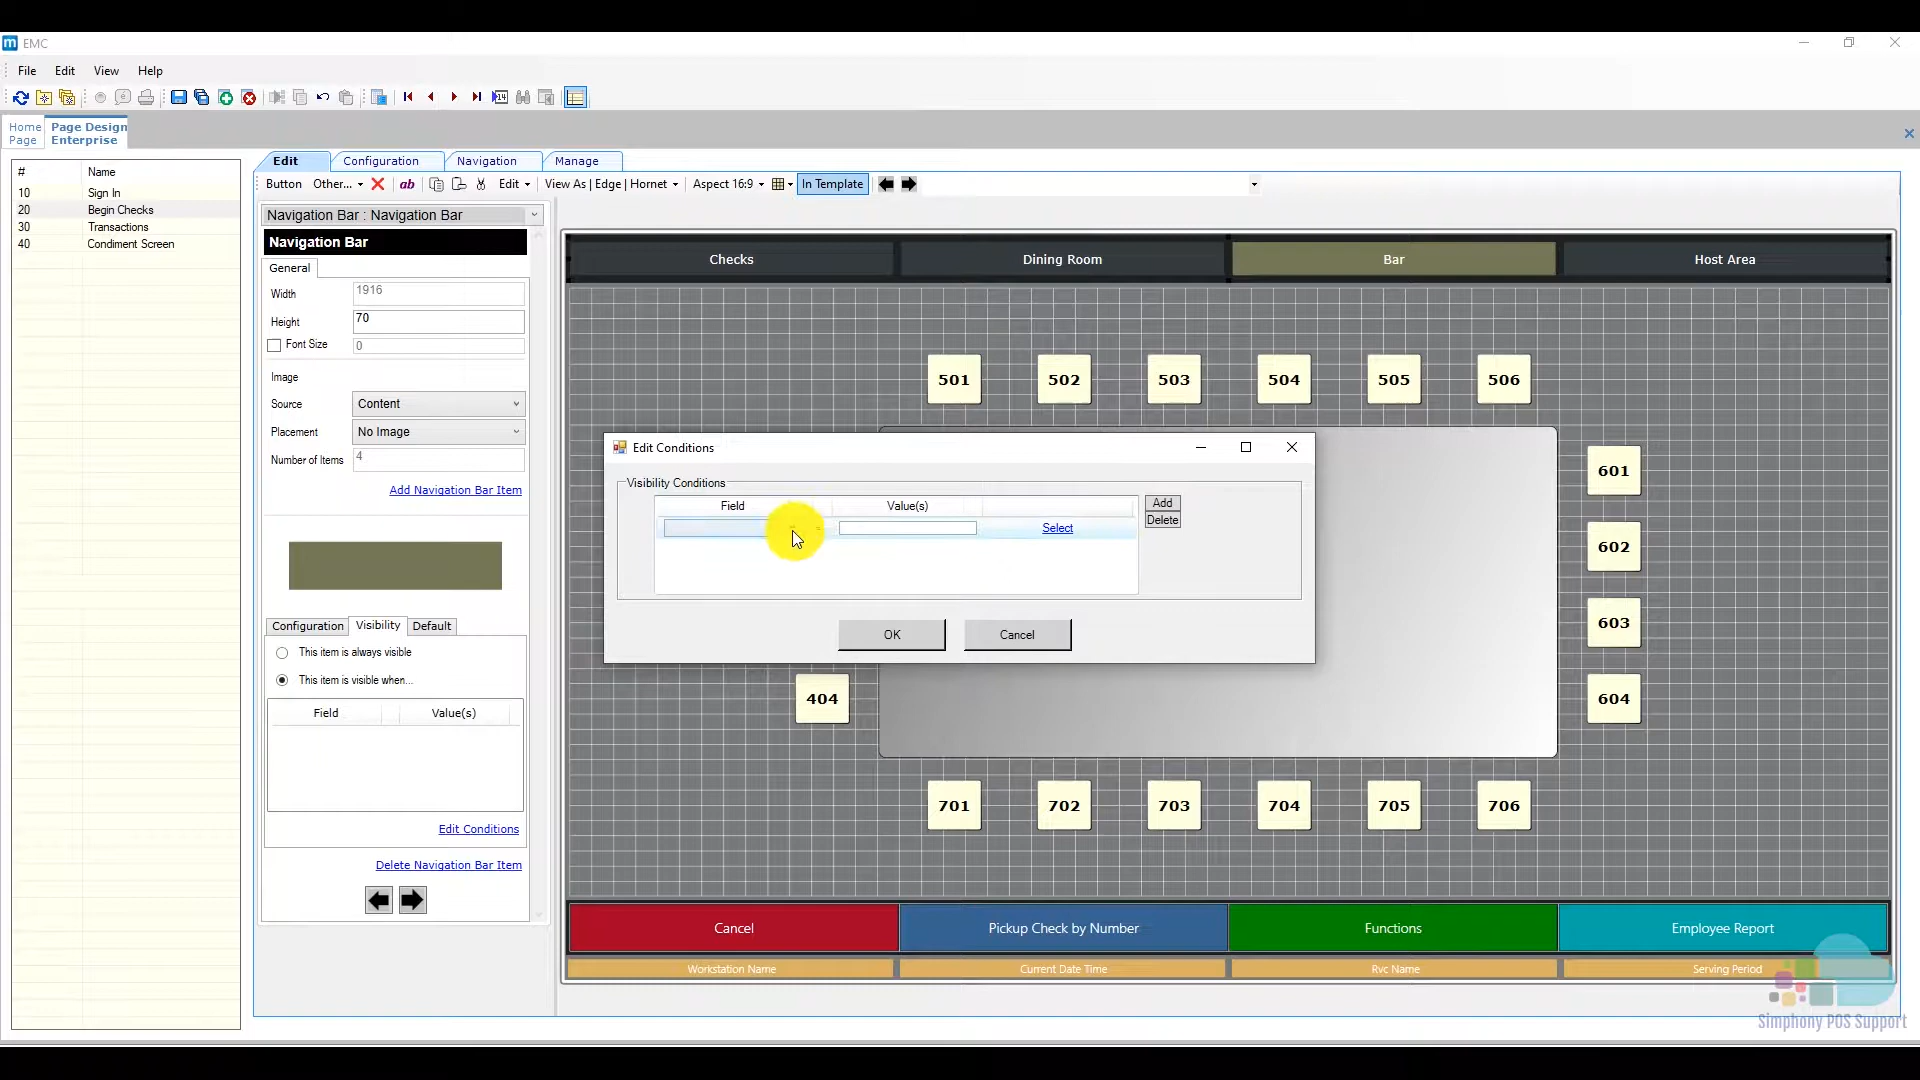 EMC
File Edit View Help
Home Page
Page Design Enterprise
# Name
10 Sign In
20 Begin Checks
30 Transactions
40 Condiment Screen
Edit Configuration Navigation Manage
Button Other... ab Edit View As | Edge | Hornet Aspect 16:9 In Template
Navigation Bar : Navigation Bar
Navigation Bar
General
Width 1916
Height 70
Font Size 0
Image
Source Content
Placement No Image
Number of Items 4
Add Navigation Bar Item
Configuration Visibility Default
This item is always visible
This item is visible when...
Field Value(s)
Edit Conditions
Delete Navigation Bar Item
Checks Dining Room Bar Host Area
501 502 503 504 505 506
601
602
603
604
404
701 702 703 704 705 706
Edit Conditions
Visibility Conditions
Field Value(s)
Select
Add
Delete
OK Cancel
Cancel Pickup Check by Number Functions Employee Report
Workstation Name Current Date Time Rvc Name Serving Period
Simphony POS Support